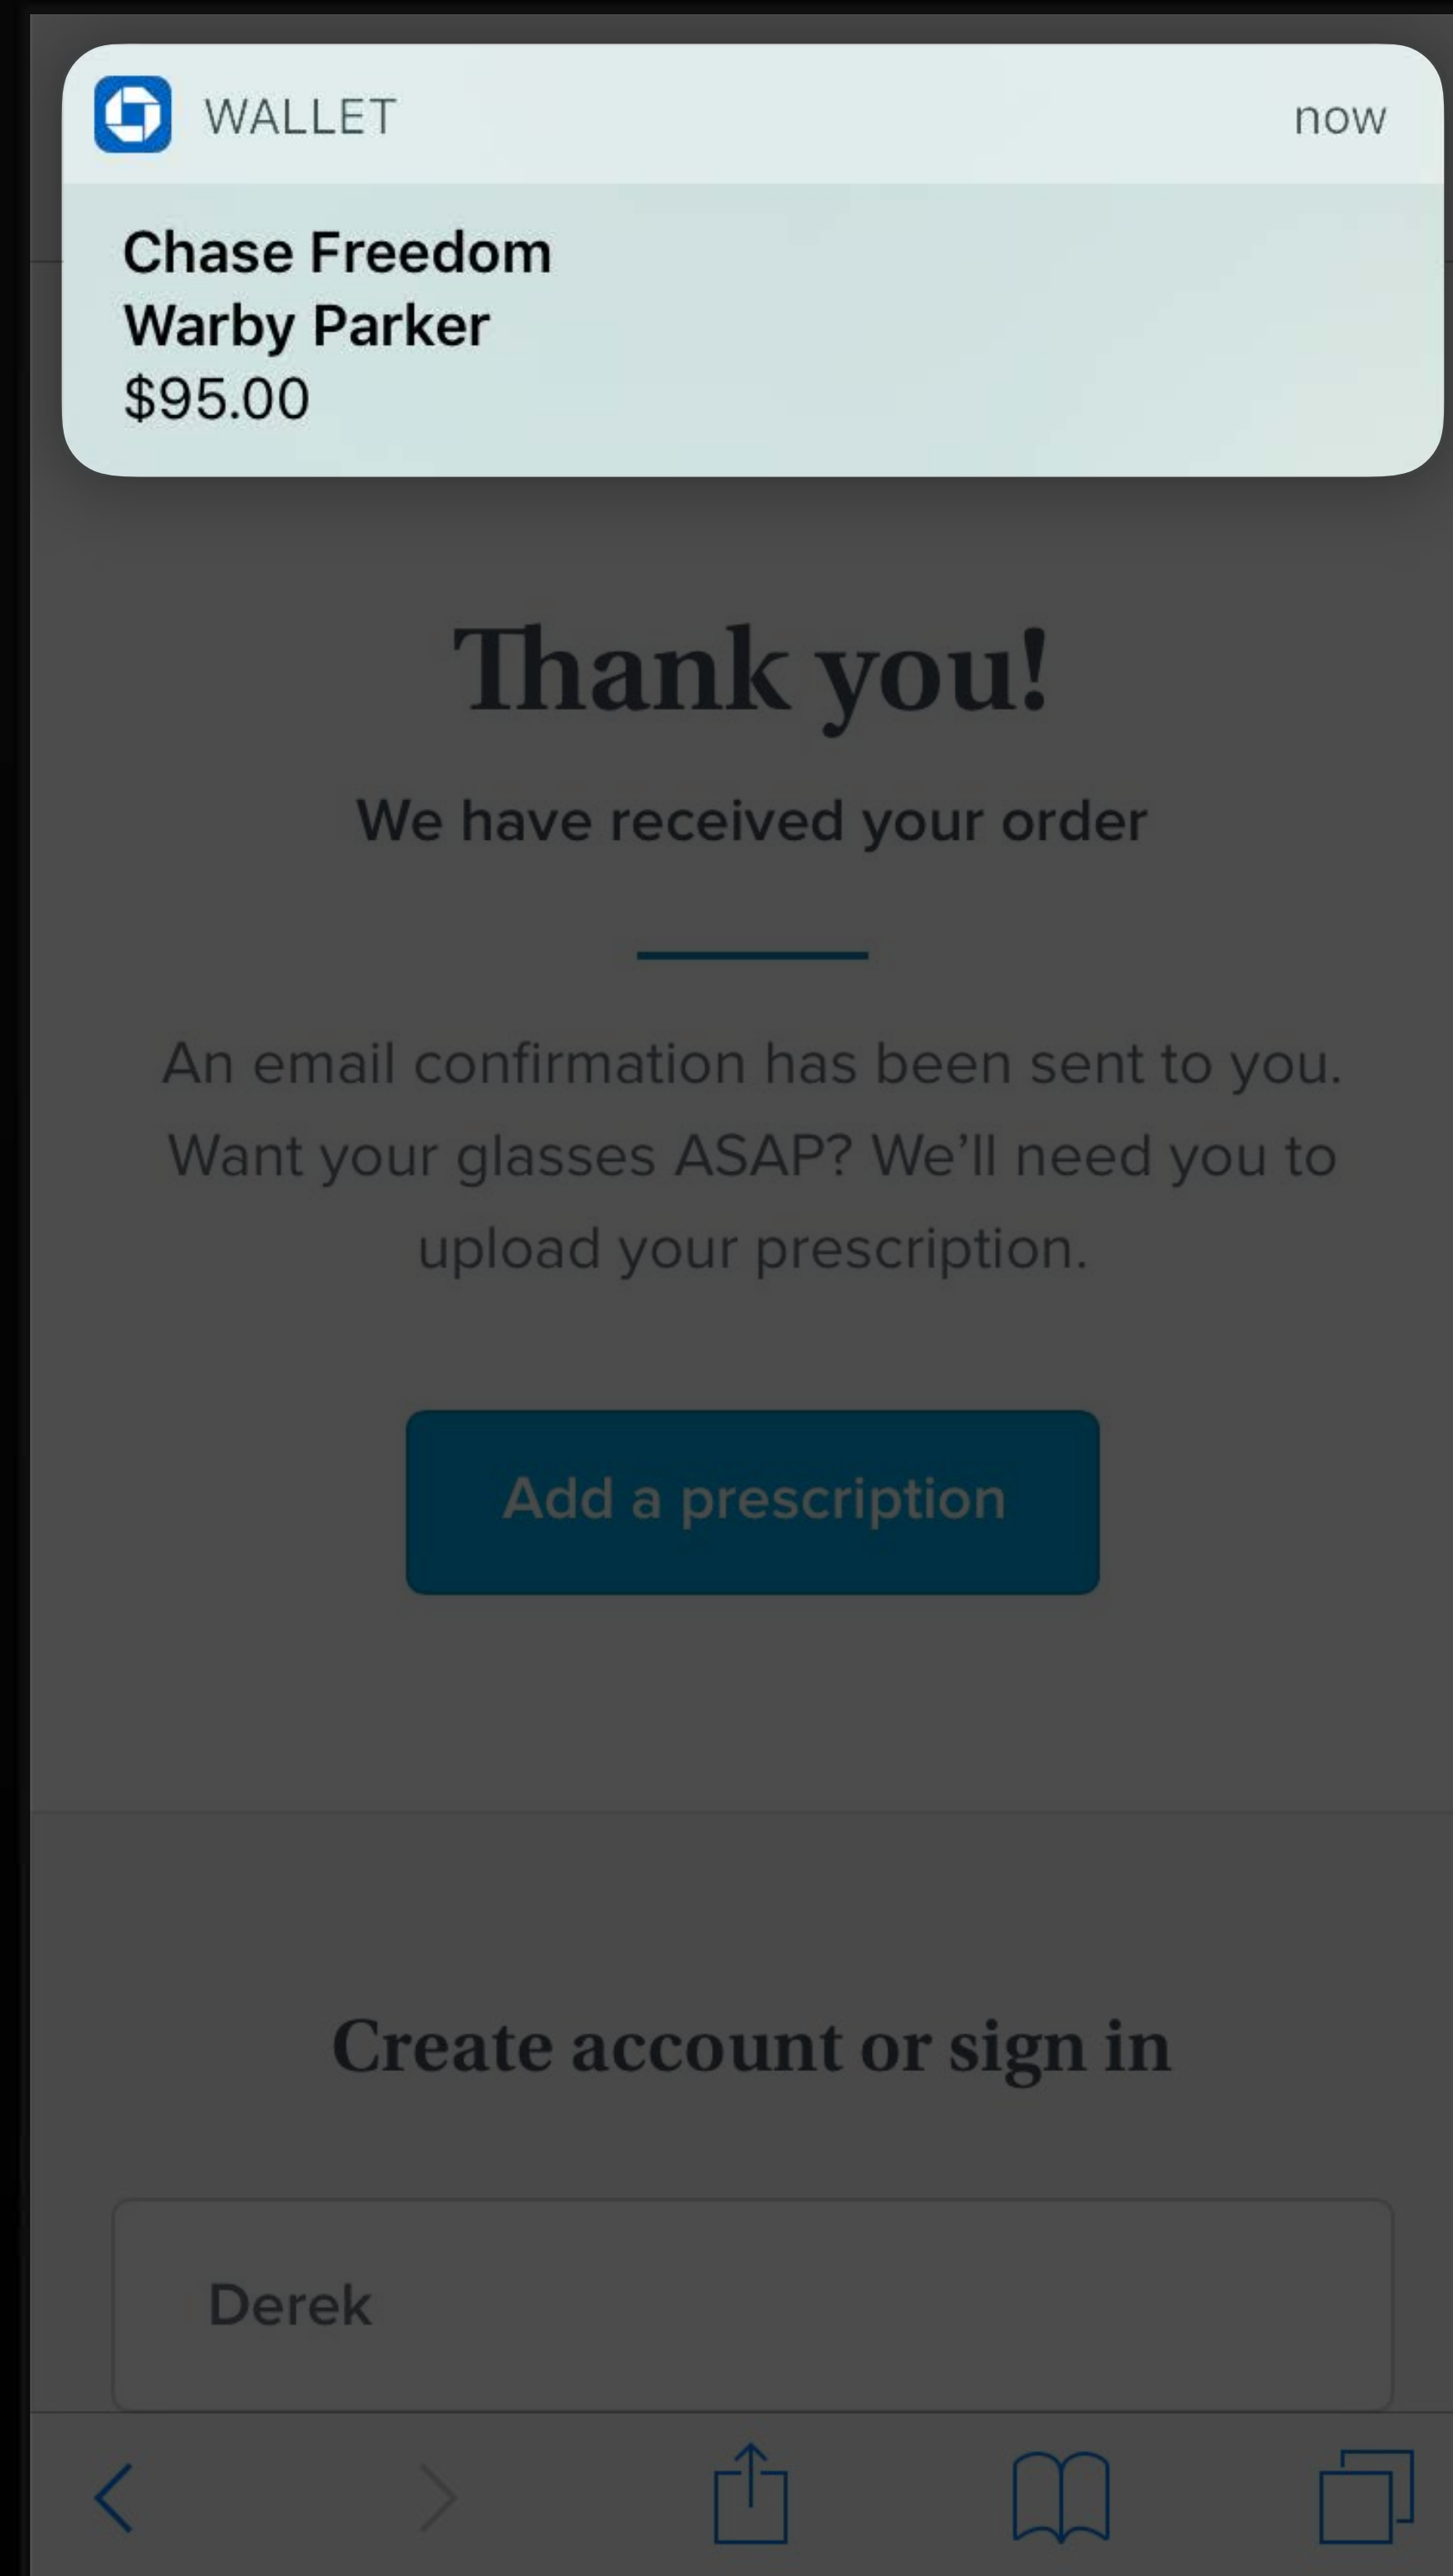 WALLET now
Chase Freedom
Warby Parker
$95.00
Thank you!
We have received your order
An email confirmation has been sent to you.
Want your glasses ASAP? We’ll need you to
upload your prescription.
Add a prescription
Create account or sign in
Derek